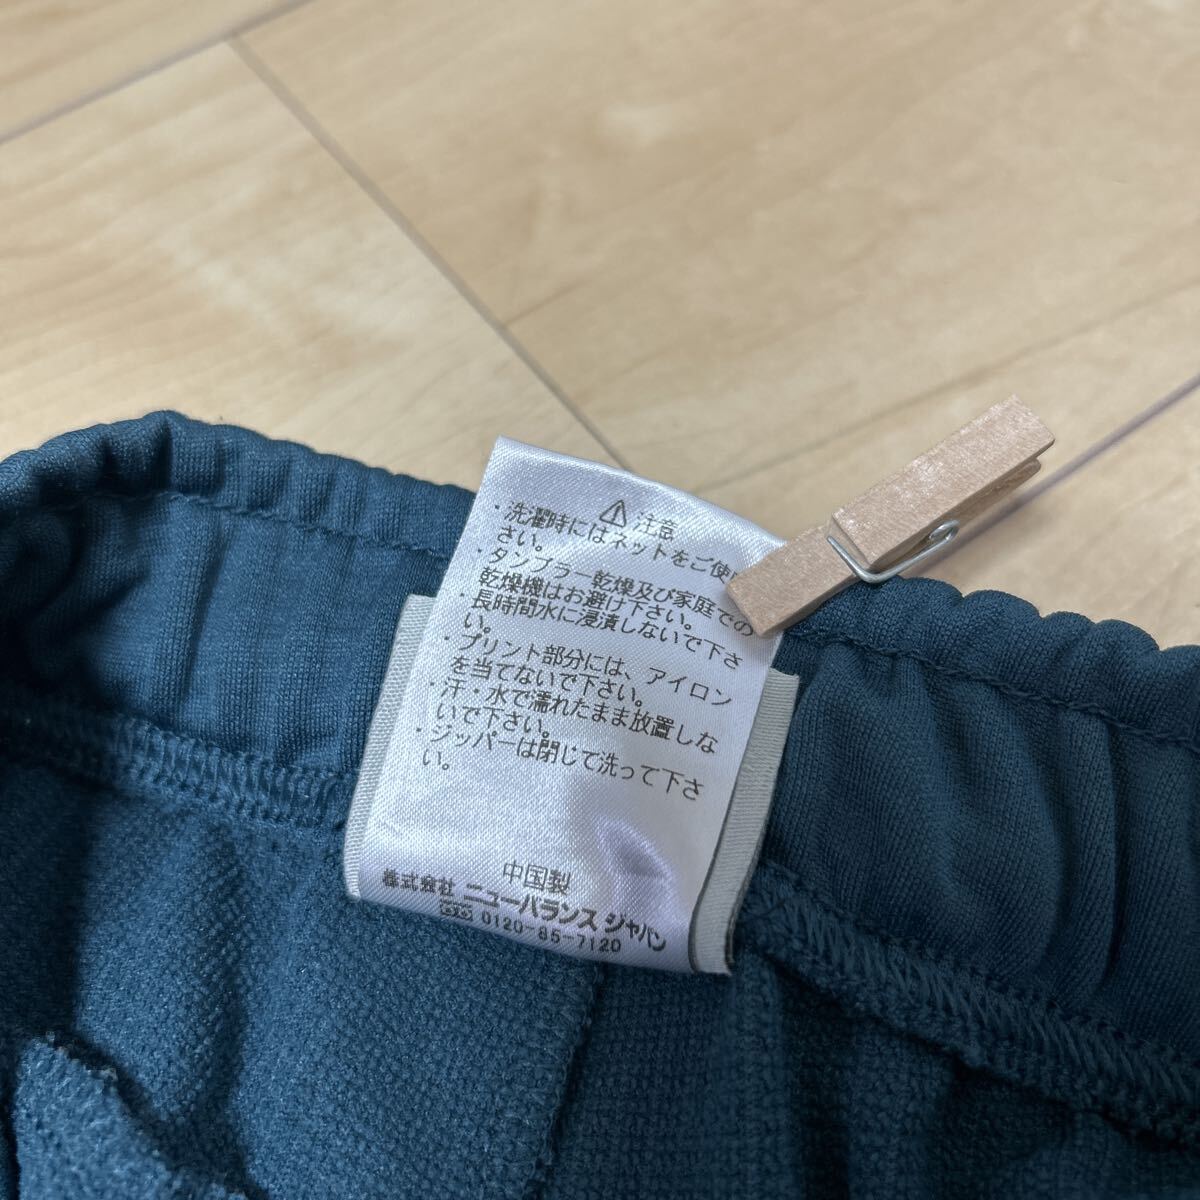 ⚠ 注意
・洗濯時にはネットをご使
さい。
・タンブラー乾燥及び家庭での
乾燥機はお避け下さい。
・長時間水に浸漬しないで下さ
い。
・プリント部分には、アイロン
を当てないで下さい。
・汗・水で濡れたまま放置しな
いで下さい。
・ジッパーは閉じて洗って下さ
い。
中国製
株式会社 ニューバランス ジャパン
0120-85-7120